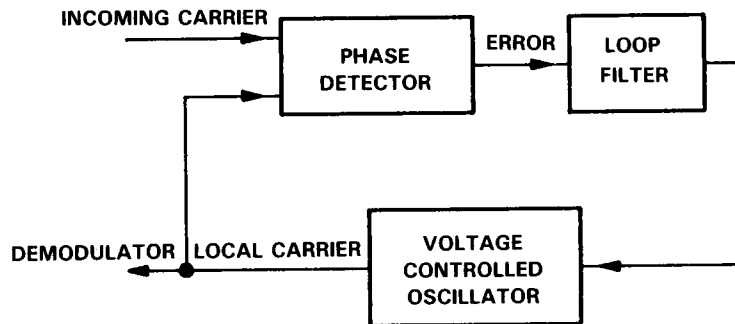 INCOMING CARRIER
PHASE
DETECTOR
ERROR
LOOP
FILTER
DEMODULATOR
LOCAL CARRIER
VOLTAGE
CONTROLLED
OSCILLATOR